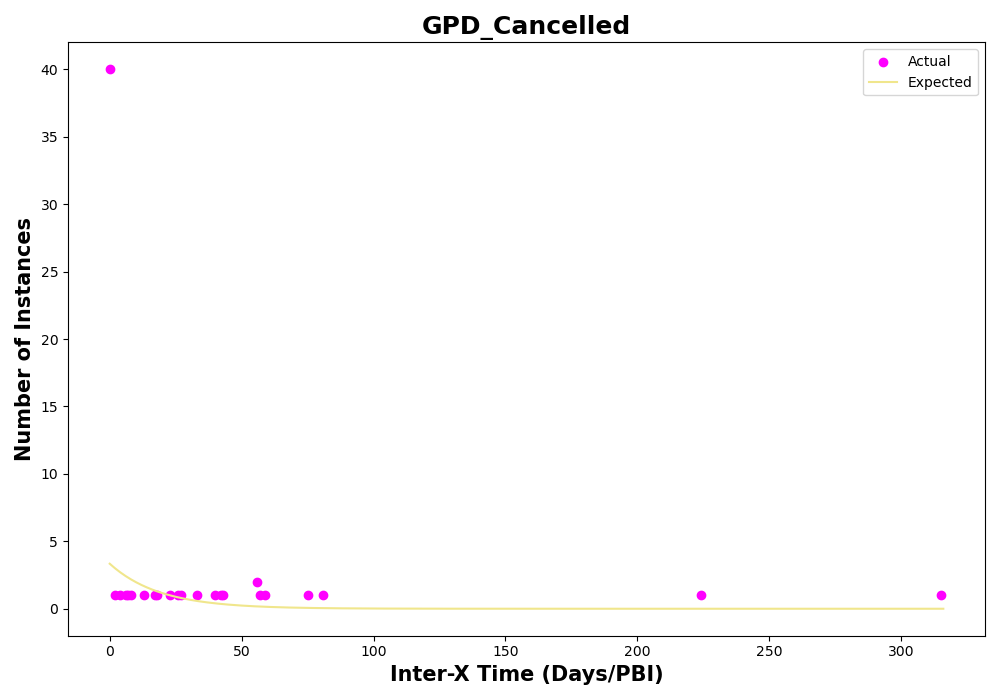 GPD_Cancelled
Actual
Expected
Number of Instances
40
35
30
25
20
15
10
5
0
0 50 100 150 200 250 300
Inter-X Time (Days/PBI)